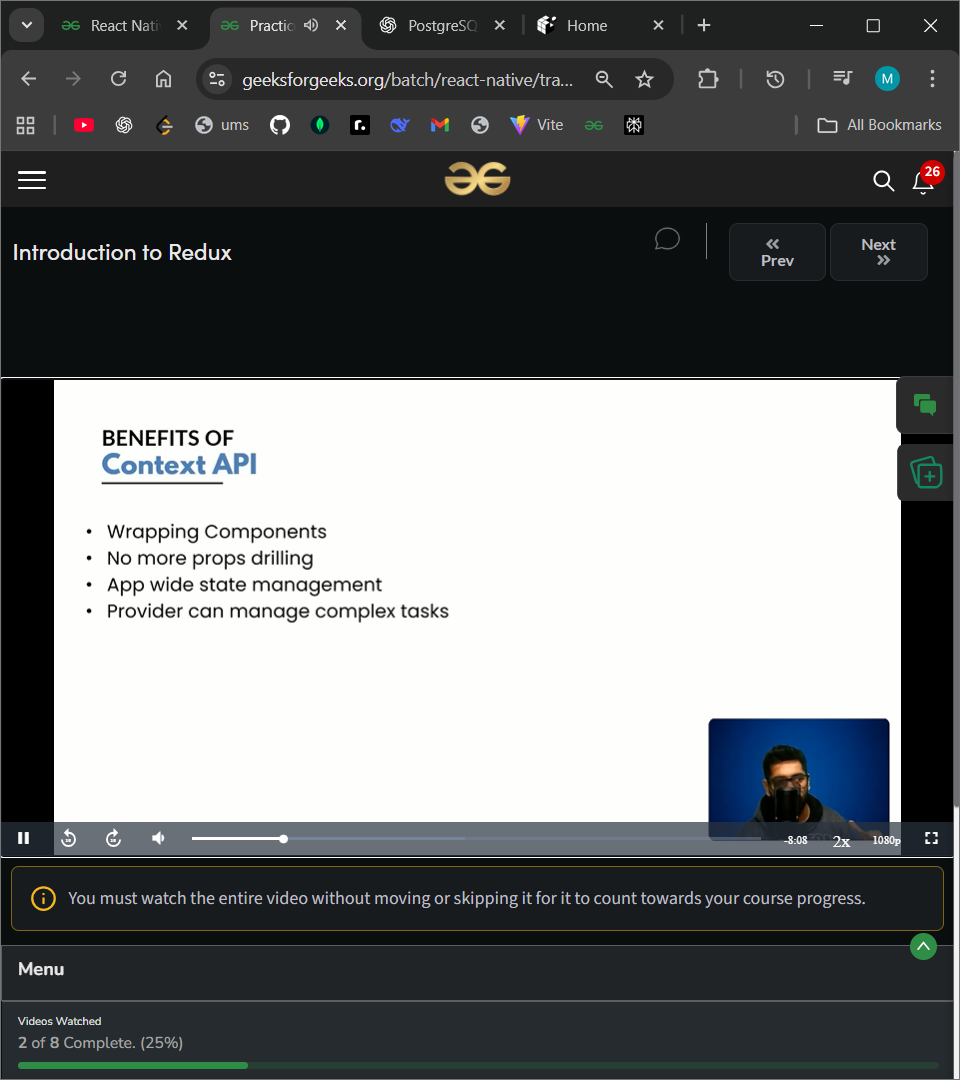 React Nati
Practic
PostgreSQ
Home
geeksforgeeks.org/batch/react-native/tra...
M
ums
Vite
All Bookmarks
26
Introduction to Redux
Prev
Next
BENEFITS OF
Context API
• Wrapping Components
• No more props drilling
• App wide state management
• Provider can manage complex tasks
-8:08
2x
1080p
You must watch the entire video without moving or skipping it for it to count towards your course progress.
Menu
Videos Watched
2 of 8 Complete. (25%)